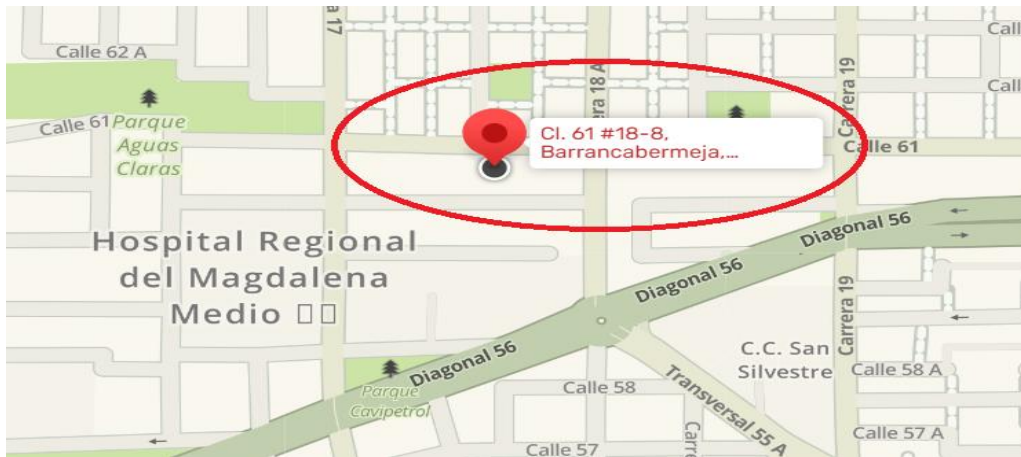 Calle 62 A
17
era 18 A
Carrera 19
Call
Call
Calle 61
Parque
Aguas
Claras
Cl. 61 #18-8,
Barrancabermeja,...
Calle 61
Hospital Regional
del Magdalena
Medio
Diagonal 56
Diagonal 56
Diagonal 56
Carrera 19
C.C. San
Silvestre
Calle 58 A
Parque
Cavipetrol
Calle 58
Transversal 55 A
Calle 57
Carre
Calle 57 A